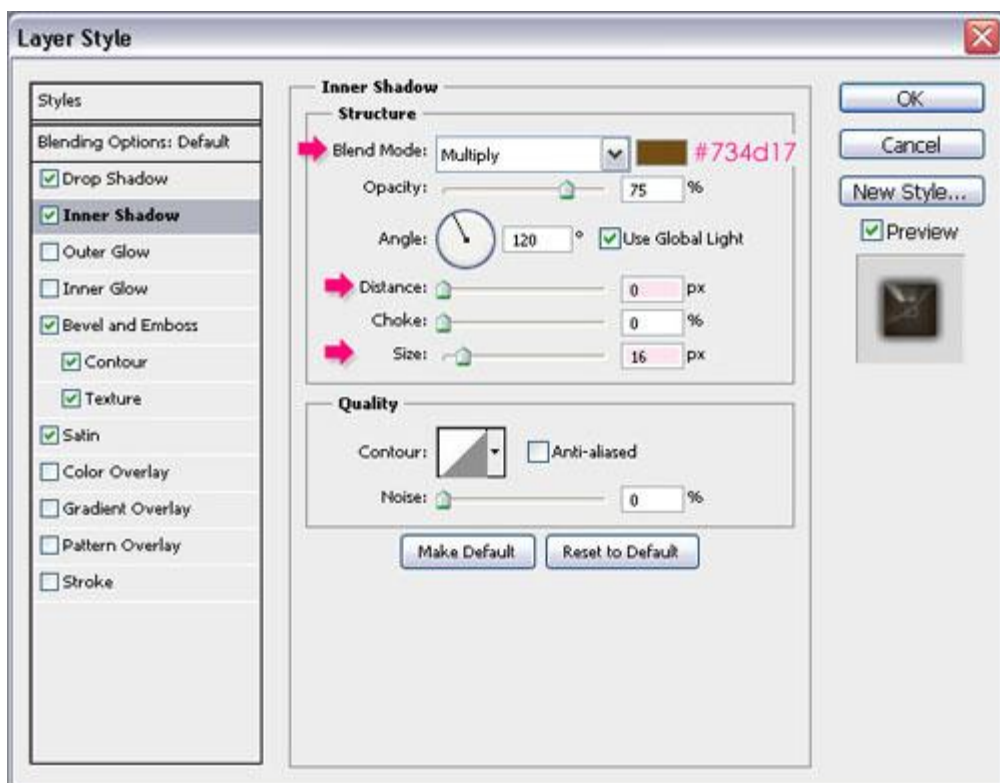 Layer Style
Styles
Blending Options: Default
Drop Shadow
Inner Shadow
Outer Glow
Inner Glow
Bevel and Emboss
Contour
Texture
Satin
Color Overlay
Gradient Overlay
Pattern Overlay
Stroke
Inner Shadow
Structure
Blend Mode: Multiply #734d17
Opacity: 75 %
Angle: 120 ° Use Global Light
Distance: 0 px
Choke: 0 %
Size: 16 px
Quality
Contour: Anti-aliased
Noise: 0 %
Make Default Reset to Default
OK
Cancel
New Style...
Preview